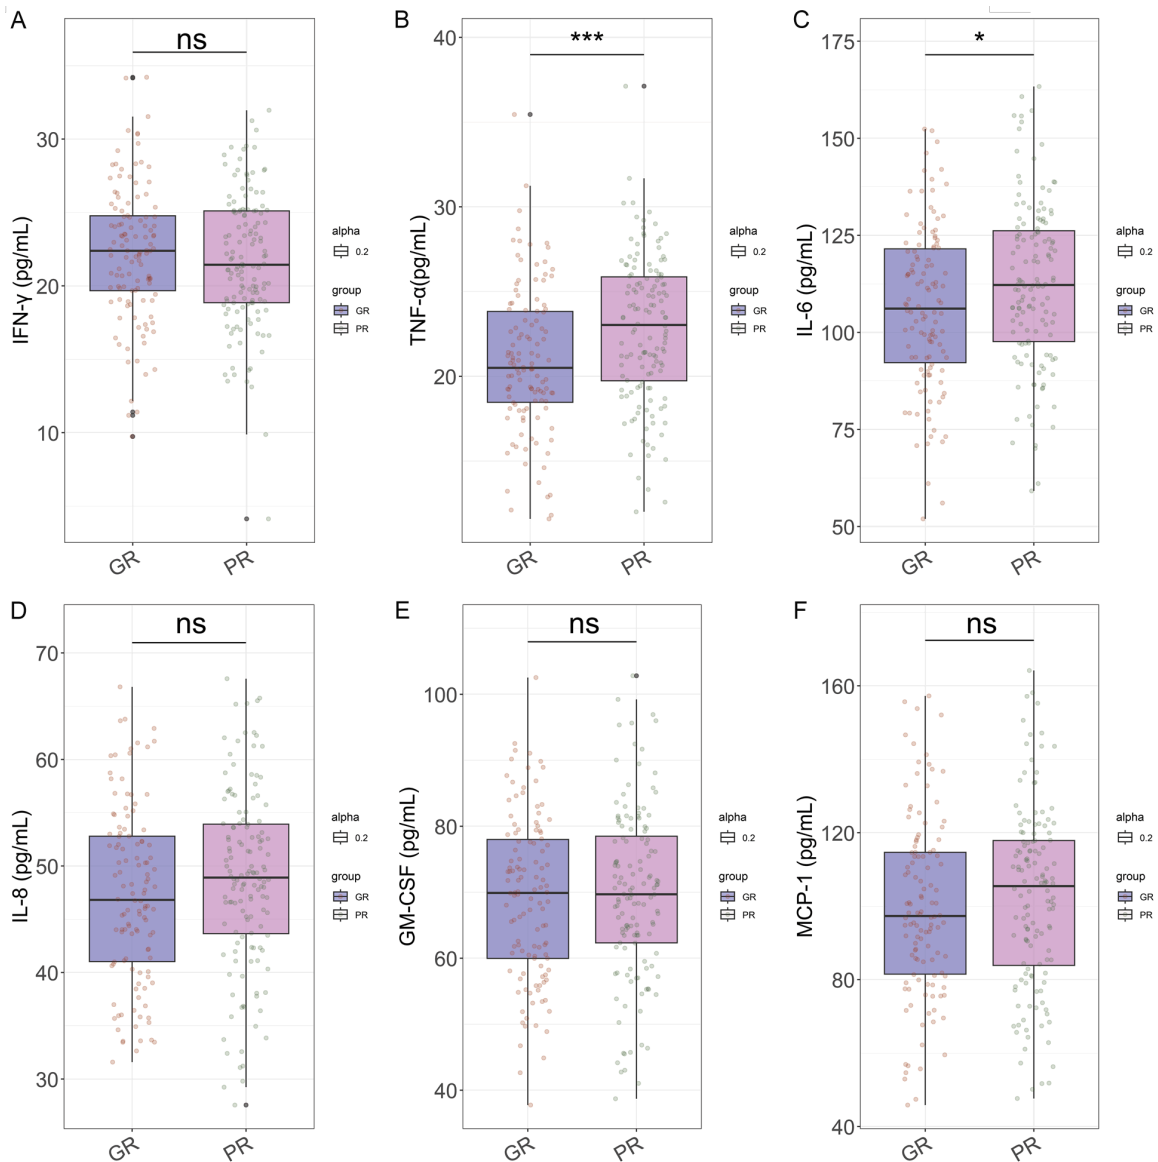 A
ns
IFN-γ (pg/mL)
30
20
10
GR
PR
alpha
0.2
group
GR
PR
B
***
TNF-α(pg/mL)
40
30
20
GR
PR
alpha
0.2
group
GR
PR
C
*
IL-6 (pg/mL)
175
150
125
100
75
50
GR
PR
alpha
0.2
group
GR
PR
D
ns
IL-8 (pg/mL)
70
60
50
40
30
GR
PR
alpha
0.2
group
GR
PR
E
ns
GM-CSF (pg/mL)
100
80
60
40
GR
PR
alpha
0.2
group
GR
PR
F
ns
MCP-1 (pg/mL)
160
120
80
40
GR
PR
alpha
0.2
group
GR
PR